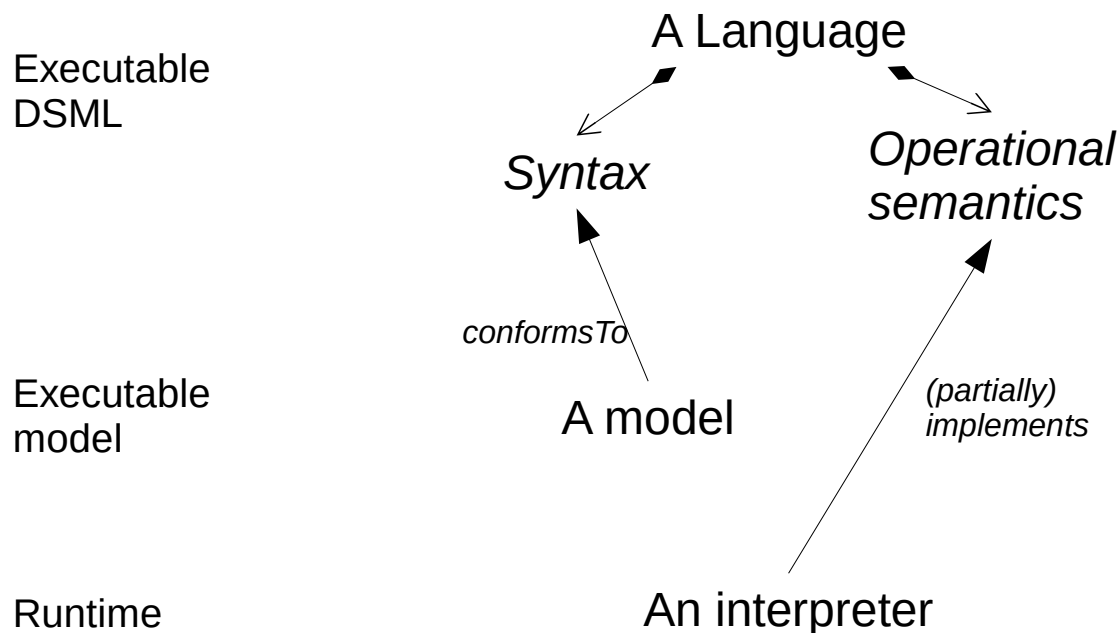 A Language
Executable
DSML
Syntax
Operational
semantics
conformsTo
Executable
model
A model
(partially)
implements
Runtime
An interpreter